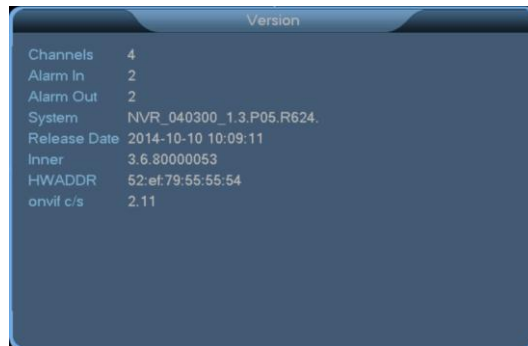 Version
Channels 4
Alarm In 2
Alarm Out 2
System NVR_040300_1.3.P05.R624.
Release Date 2014-10-10 10:09:11
Inner 3.6.80000053
HWADDR 52:ef:79:55:55:54
onvif c/s 2.11